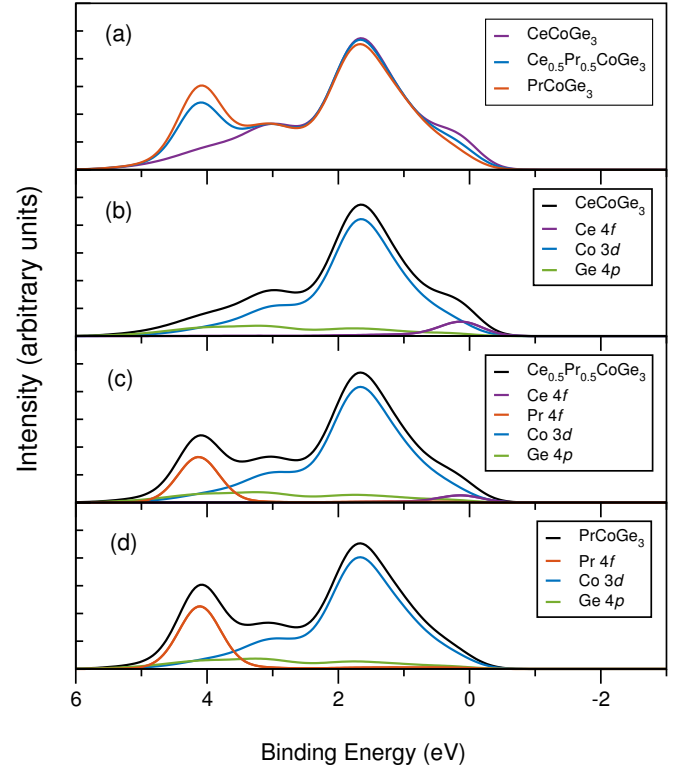 (a)
CeCoGe₃
Ce₀.₅Pr₀.₅CoGe₃
PrCoGe₃
(b)
CeCoGe₃
Ce 4f
Co 3d
Ge 4p
(c)
Ce₀.₅Pr₀.₅CoGe₃
Ce 4f
Pr 4f
Co 3d
Ge 4p
(d)
PrCoGe₃
Pr 4f
Co 3d
Ge 4p
Intensity (arbitrary units)
6 4 2 0 -2
Binding Energy (eV)